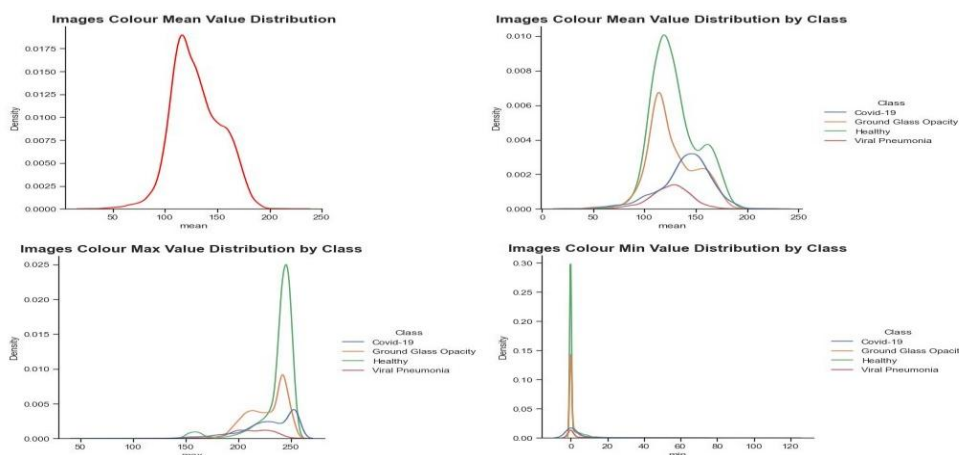 Images Colour Mean Value Distribution
0.0175
0.0150
0.0125
0.0100
0.0075
0.0050
0.0025
0.0000
Density
50 100 150 200 250
mean
Images Colour Mean Value Distribution by Class
0.010
0.008
0.006
0.004
0.002
0.000
Density
0 50 100 150 200 250
mean
Class
Covid-19
Ground Glass Opacity
Healthy
Viral Pneumonia
Images Colour Max Value Distribution by Class
0.025
0.020
0.015
0.010
0.005
0.000
Density
50 100 150 200 250
Class
Covid-19
Ground Glass Opacity
Healthy
Viral Pneumonia
Images Colour Min Value Distribution by Class
0.30
0.25
0.20
0.15
0.10
0.05
0.00
Density
0 20 40 60 80 100 120
Class
Covid-19
Ground Glass Opacit
Healthy
Viral Pneumonia